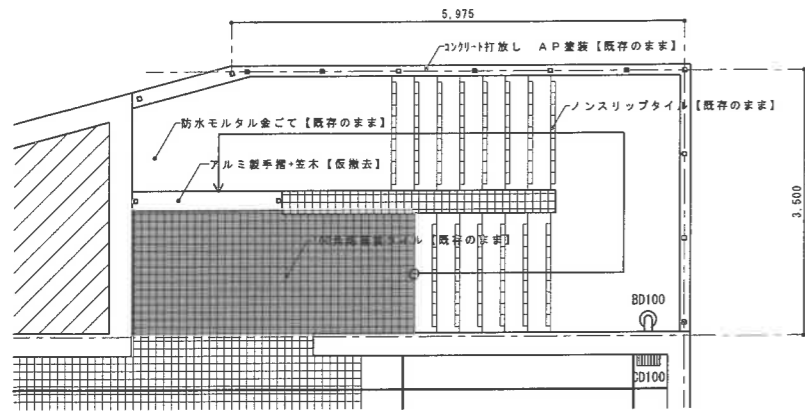 5,975
コンクリート打放し AP塗装【既存のまま】
ノンスリップタイル【既存のまま】
防水モルタル金ごて【既存のまま】
アルミ製手摺+笠木【仮撤去】
タイル【既存のまま】
3,500
BD100
CD100